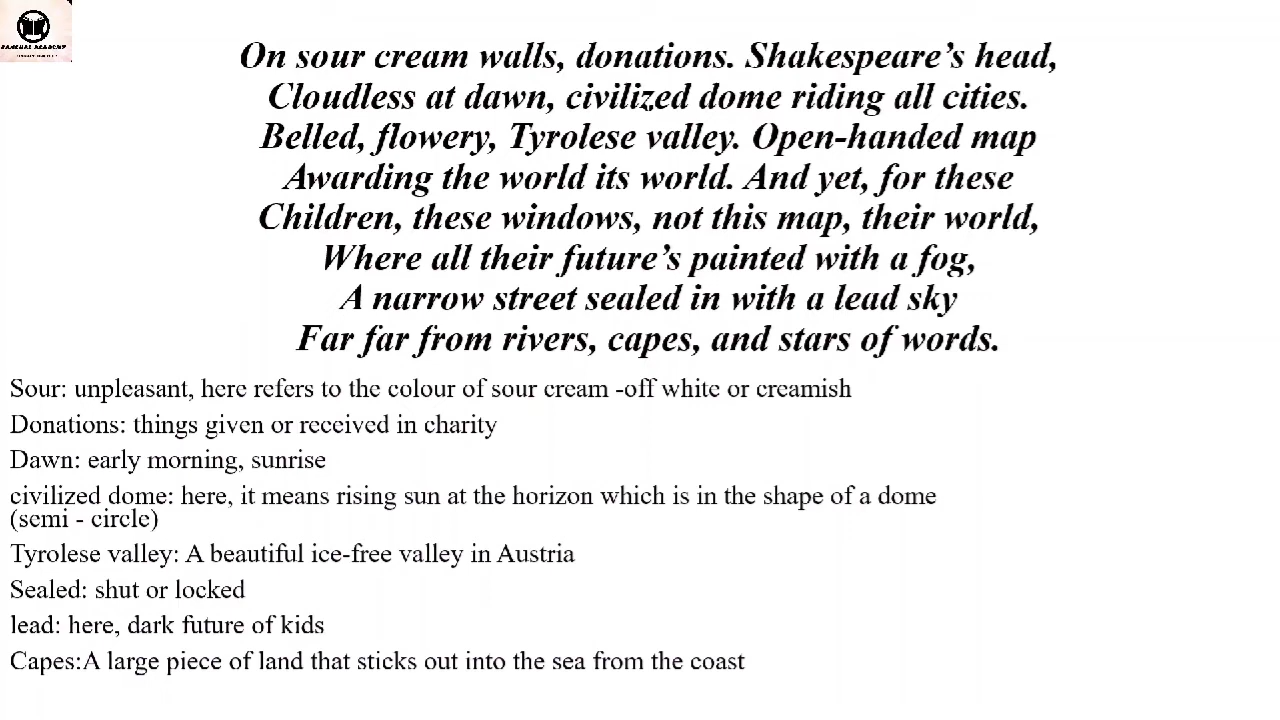 On sour cream walls, donations. Shakespeare's head,
Cloudless at dawn, civilized dome riding all cities.
Belled, flowery, Tyrolese valley. Open-handed map
Awarding the world its world. And yet, for these
Children, these windows, not this map, their world,
Where all their future's painted with a fog,
A narrow street sealed in with a lead sky
Far far from rivers, capes, and stars of words.
Sour: unpleasant, here refers to the colour of sour cream -off white or creamish
Donations: things given or received in charity
Dawn: early morning, sunrise
civilized dome: here, it means rising sun at the horizon which is in the shape of a dome
(semi - circle)
Tyrolese valley: A beautiful ice-free valley in Austria
Sealed: shut or locked
lead: here, dark future of kids
Capes:A large piece of land that sticks out into the sea from the coast